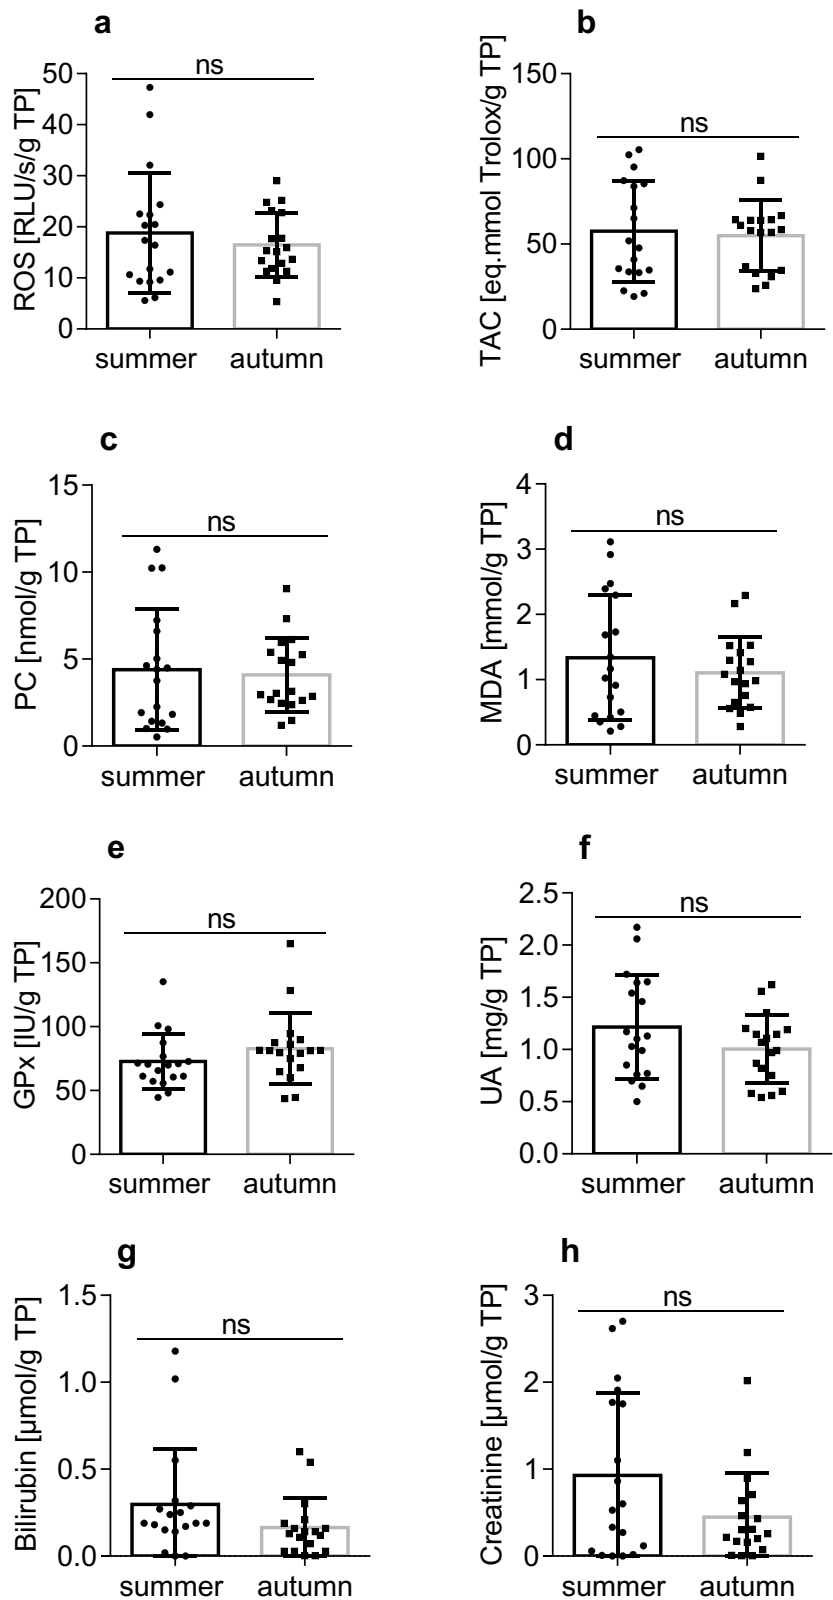 a
ns
ROS [RLU/s/g TP]
50
40
30
20
10
0
summer autumn
b
ns
TAC [eq.mmol Trolox/g TP]
150
100
50
0
summer autumn
c
ns
PC [nmol/g TP]
15
10
5
0
summer autumn
d
ns
MDA [mmol/g TP]
4
3
2
1
0
summer autumn
e
ns
GPx [IU/g TP]
200
150
100
50
0
summer autumn
f
ns
UA [mg/g TP]
2.5
2.0
1.5
1.0
0.5
0.0
summer autumn
g
ns
Bilirubin [µmol/g TP]
1.5
1.0
0.5
0.0
summer autumn
h
ns
Creatinine [µmol/g TP]
3
2
1
0
summer autumn